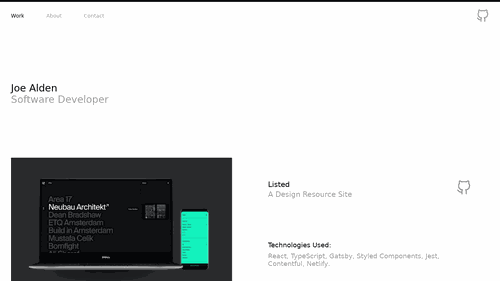 Work
About
Contact
Joe Alden
Software Developer
Area 17
Neubau Architekt"
Dean Bradshaw
ETQ Amsterdam
Build in Amsterdam
Mustafa Celik
Bornfight
Listed
A Design Resource Site
Technologies Used:
React, TypeScript, Gatsby, Styled Components, Jest,
Contentful, Netlify.